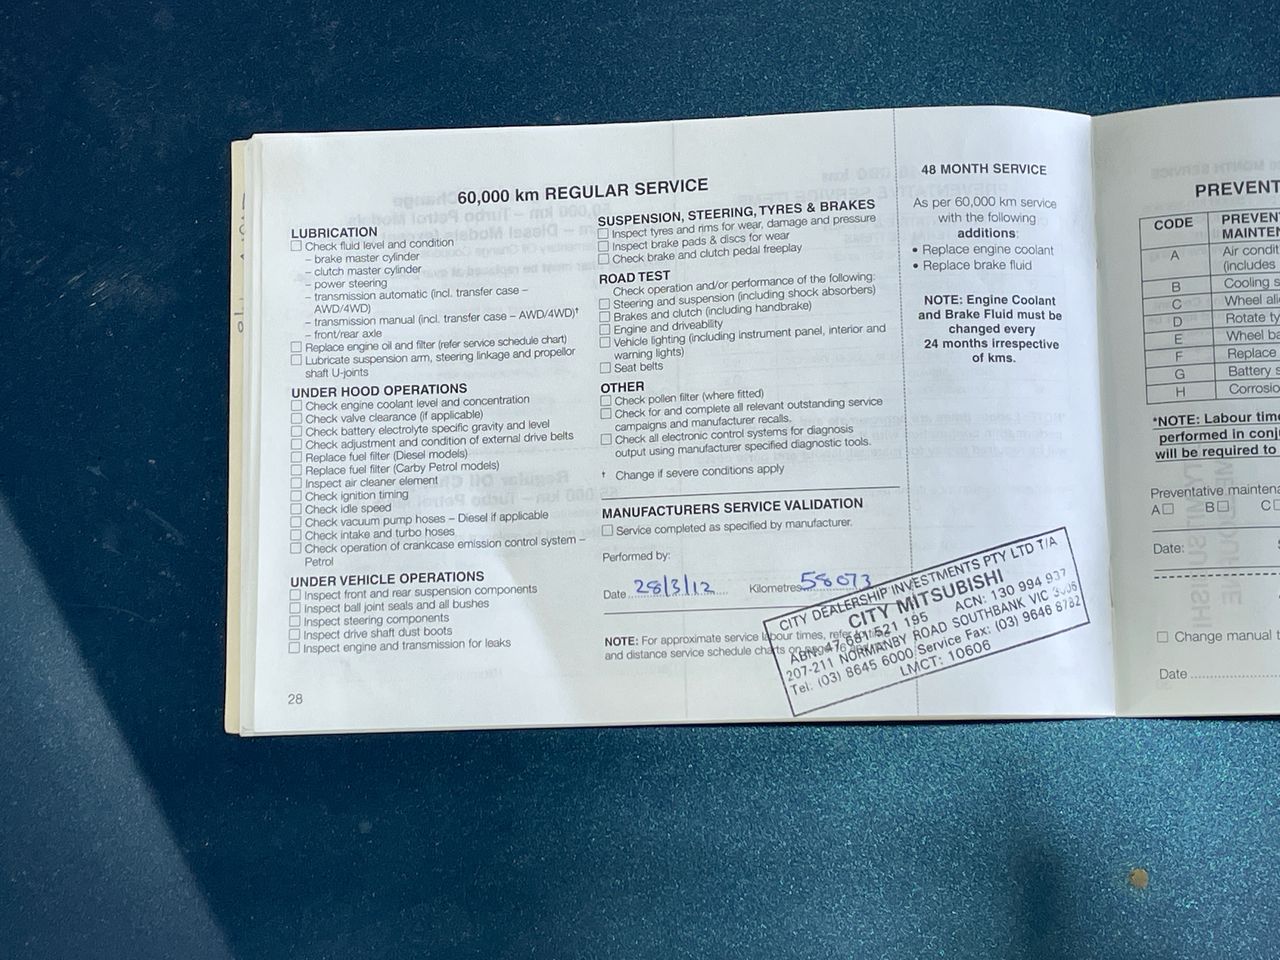 60,000 km REGULAR SERVICE
LUBRICATION
Check fluid level and condition
– brake master cylinder
– clutch master cylinder
– power steering
– transmission automatic (incl. transfer case –
AWD/4WD)
– transmission manual (incl. transfer case – AWD/4WD)†
– front/rear axle
Replace engine oil and filter (refer service schedule chart)
Lubricate suspension arm, steering linkage and propellor
shaft U-joints
UNDER HOOD OPERATIONS
Check engine coolant level and concentration
Check valve clearance (if applicable)
Check battery electrolyte specific gravity and level
Check adjustment and condition of external drive belts
Replace fuel filter (Diesel models)
Replace fuel filter (Carby Petrol models)
Inspect air cleaner element
Check ignition timing
Check idle speed
Check vacuum pump hoses – Diesel if applicable
Check intake and turbo hoses
Check operation of crankcase emission control system –
Petrol
UNDER VEHICLE OPERATIONS
Inspect front and rear suspension components
Inspect ball joint seals and all bushes
Inspect steering components
Inspect drive shaft dust boots
Inspect engine and transmission for leaks
28
SUSPENSION, STEERING, TYRES & BRAKES
Inspect tyres and rims for wear, damage and pressure
Inspect brake pads & discs for wear
Check brake and clutch pedal freeplay
ROAD TEST
Check operation and/or performance of the following:
Steering and suspension (including shock absorbers)
Brakes and clutch (including handbrake)
Engine and driveability
Vehicle lighting (including instrument panel, interior and
warning lights)
Seat belts
OTHER
Check pollen filter (where fitted)
Check for and complete all relevant outstanding service
campaigns and manufacturer recalls.
Check all electronic control systems for diagnosis
output using manufacturer specified diagnostic tools.
† Change if severe conditions apply
MANUFACTURERS SERVICE VALIDATION
Service completed as specified by manufacturer.
Performed by:
Date 28/3/12 Kilometres 58073
NOTE: For approximate service labour times, refer
and distance service schedule charts on
CITY DEALERSHIP INVESTMENTS PTY LTD T/A
CITY MITSUBISHI
ABN: 47 681 521 195 ACN: 130 994 937
207-211 NORMANBY ROAD SOUTHBANK VIC 3006
Tel: (03) 8645 6000 Service Fax: (03) 9646 8782
LMCT: 10606
48 MONTH SERVICE
As per 60,000 km service
with the following
additions:
• Replace engine coolant
• Replace brake fluid
NOTE: Engine Coolant
and Brake Fluid must be
changed every
24 months irrespective
of kms.
PREVENT
CODE PREVEN
MAINTEN
A Air condit
(includes
B Cooling s
C Wheel ali
D Rotate ty
E Wheel ba
F Replace
G Battery s
H Corrosio
*NOTE: Labour time
performed in conj
will be required to
Preventative maintena
A B C
Date:
Change manual t
Date